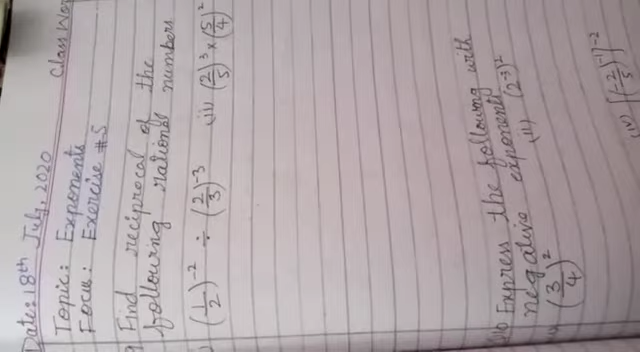 Date: 18th July, 2020 Class Wor
Topic: Exponents
Focus: Exercise #5
Find reciprocal of the
following rational numbers
(1/2)^-2 ÷ (2/3)^-3 (ii) (2/5)^3 × (5/4)^2
Express the following with
negative exponents
(3/4)^2 (ii) (2^-3)^2
(iv) [(-2/5)^-1]^-2